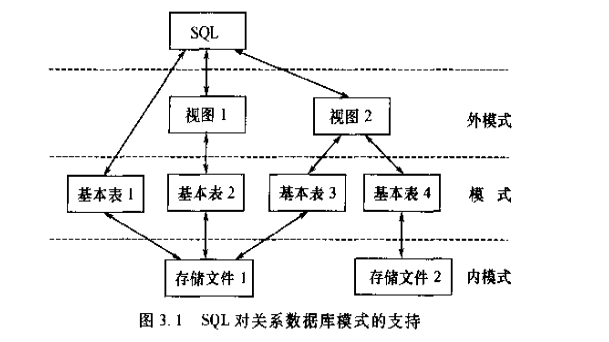 SQL
视图 1
视图 2
外模式
基本表 1
基本表 2
基本表 3
基本表 4
模 式
存储文件 1
存储文件 2
内模式
图 3.1 SQL 对关系数据库模式的支持